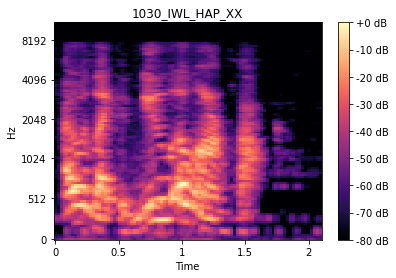 1030_IWL_HAP_XX
+0 dB
8192
-10 dB
4096
-20 dB
-30 dB
2048
-40 dB
Hz
1024
-50 dB
512
-60 dB
-70 dB
0
-80 dB
0
0.5
1
1.5
2
Time